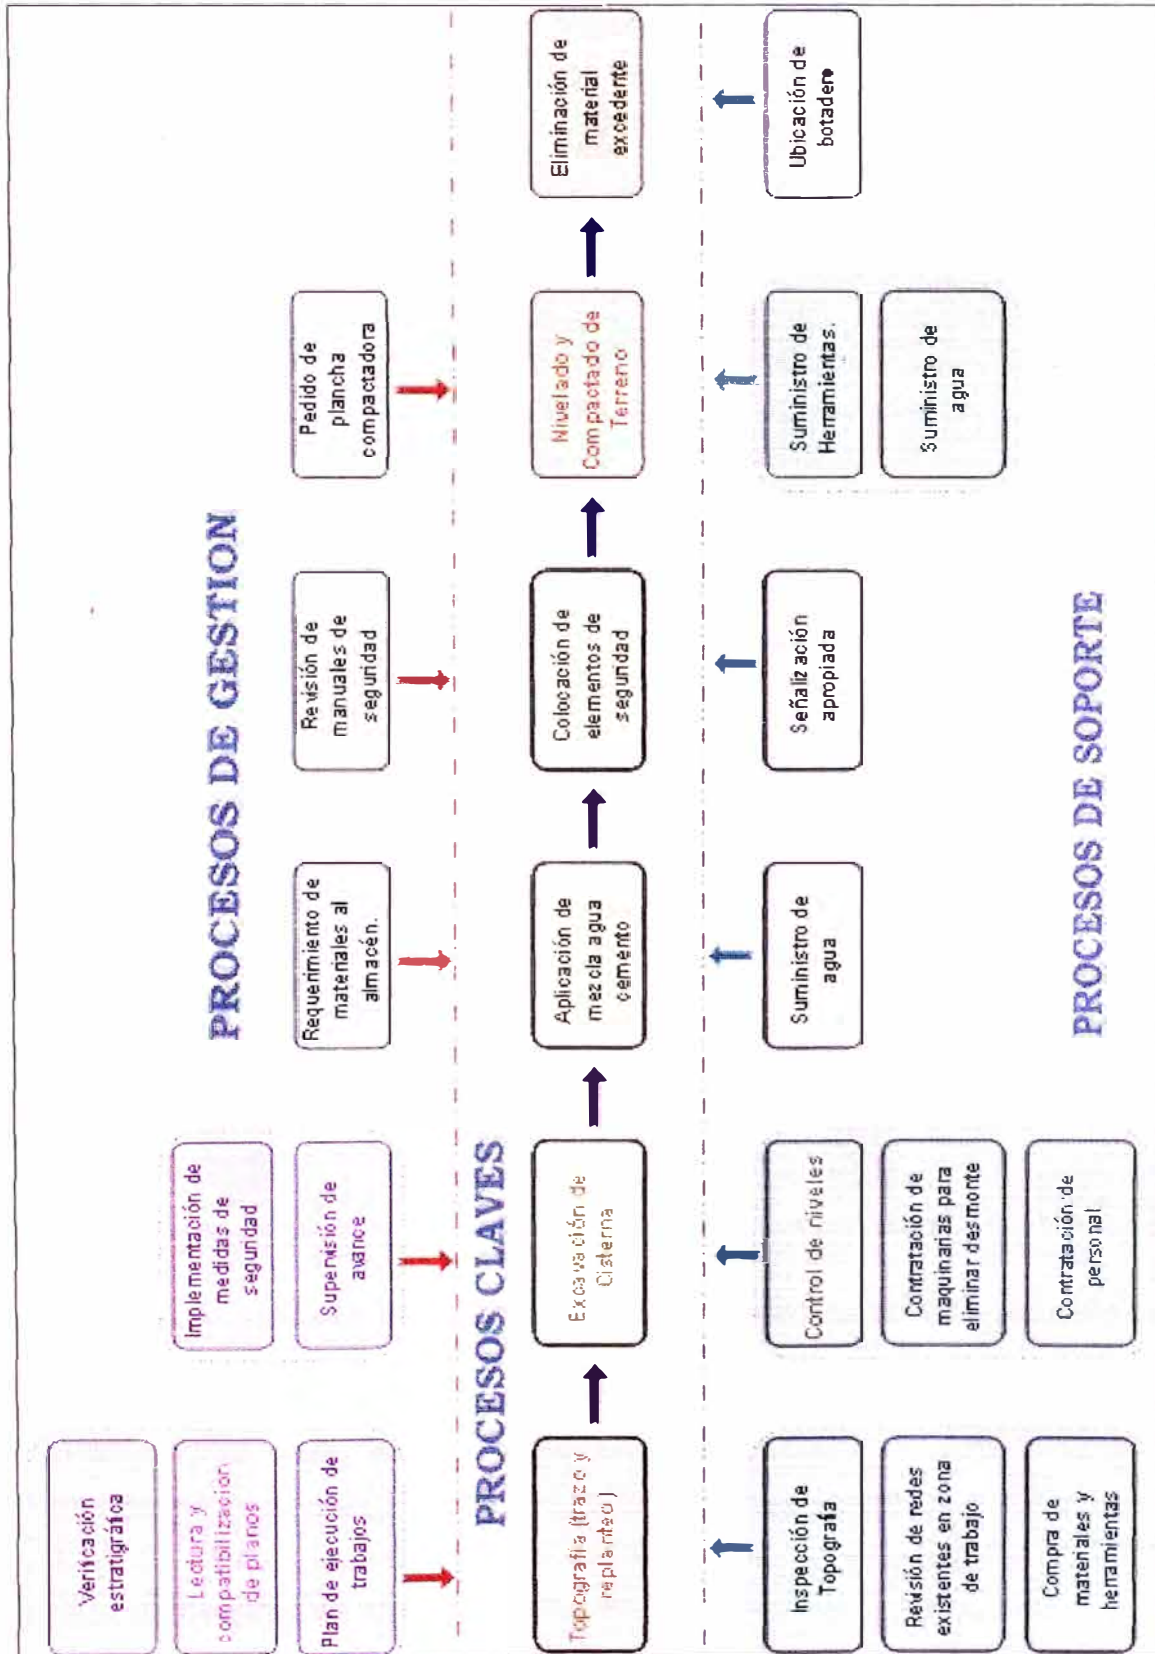 PROCESOS DE GESTION
Verificación
estratigráfica
Lectura y
compatibilización
de planos
Plan de ejecución de
trabajos
Implementación de
medidas de
seguridad
Supervisión de
avance
Requerimiento de
materiales al
almacén.
Revisión de
manuales de
seguridad
Pedido de
plancha
compactadora
PROCESOS CLAVES
Topografía (trazo y
replanteo)
Excavación de
Cisterna
Aplicación de
mezcla agua
cemento
Colocación de
elementos de
seguridad
Nivelado y
Compactado de
Terreno
Eliminación de
material
excedente
Inspección de
Topografía
Revisión de redes
existentes en zona
de trabajo
Compra de
materiales y
herramientas
Control de niveles
Contratación de
maquinarias para
eliminar desmonte
Contratación de
personal
Suministro de
agua
Señalización
apropiada
Suministro de
Herramientas.
Suministro de
agua
Ubicación de
botadero
PROCESOS DE SOPORTE